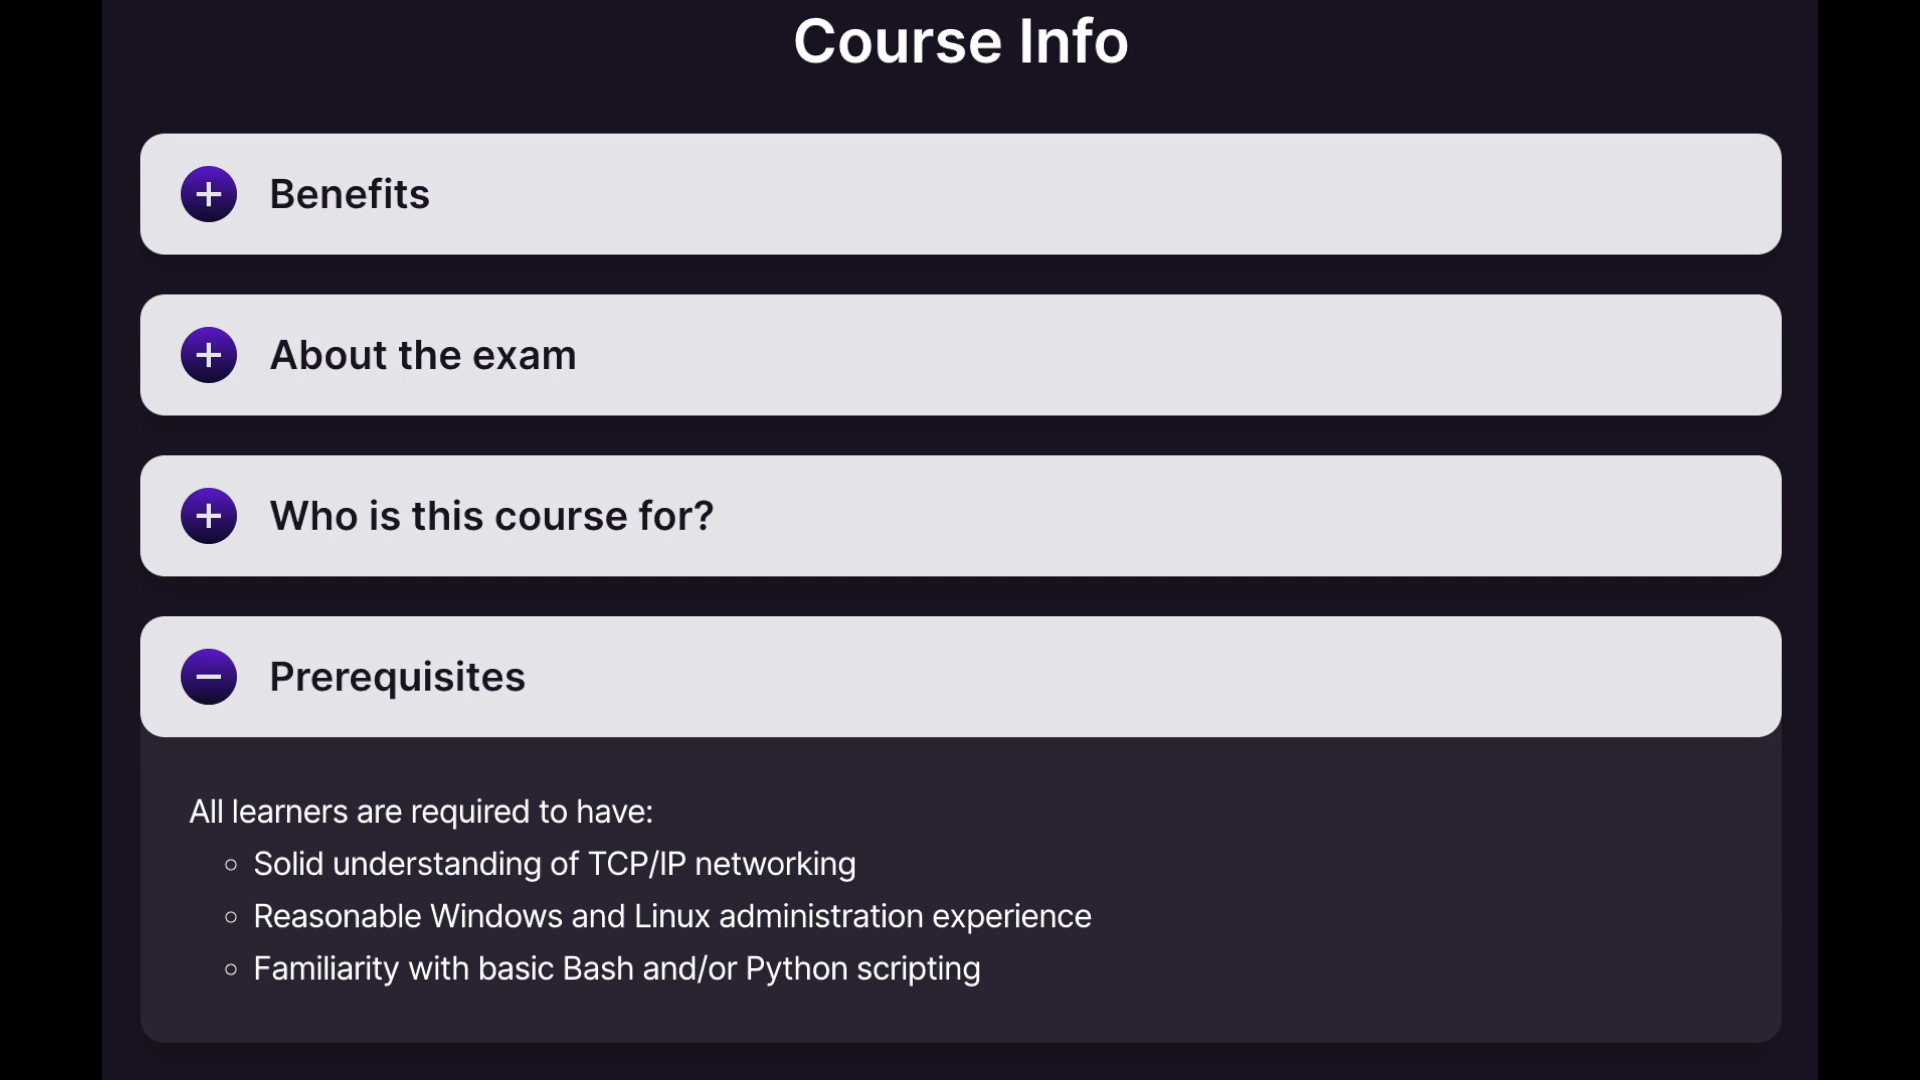 Course Info
Benefits
About the exam
Who is this course for?
Prerequisites
All learners are required to have:
Solid understanding of TCP/IP networking
Reasonable Windows and Linux administration experience
Familiarity with basic Bash and/or Python scripting